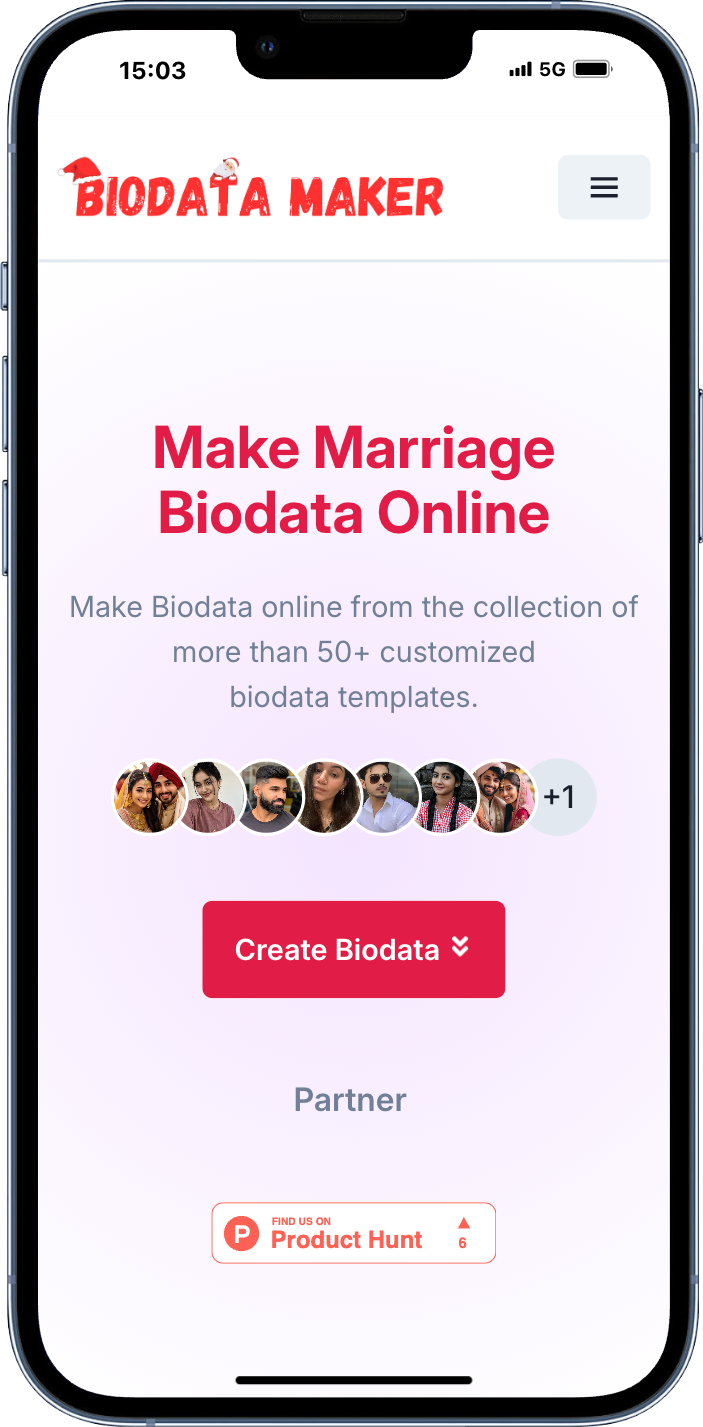 15:03
5G
BIODATA MAKER
Make Marriage
Biodata Online
Make Biodata online from the collection of
more than 50+ customized
biodata templates.
+1
Create Biodata
Partner
P
FIND US ON
Product Hunt
6